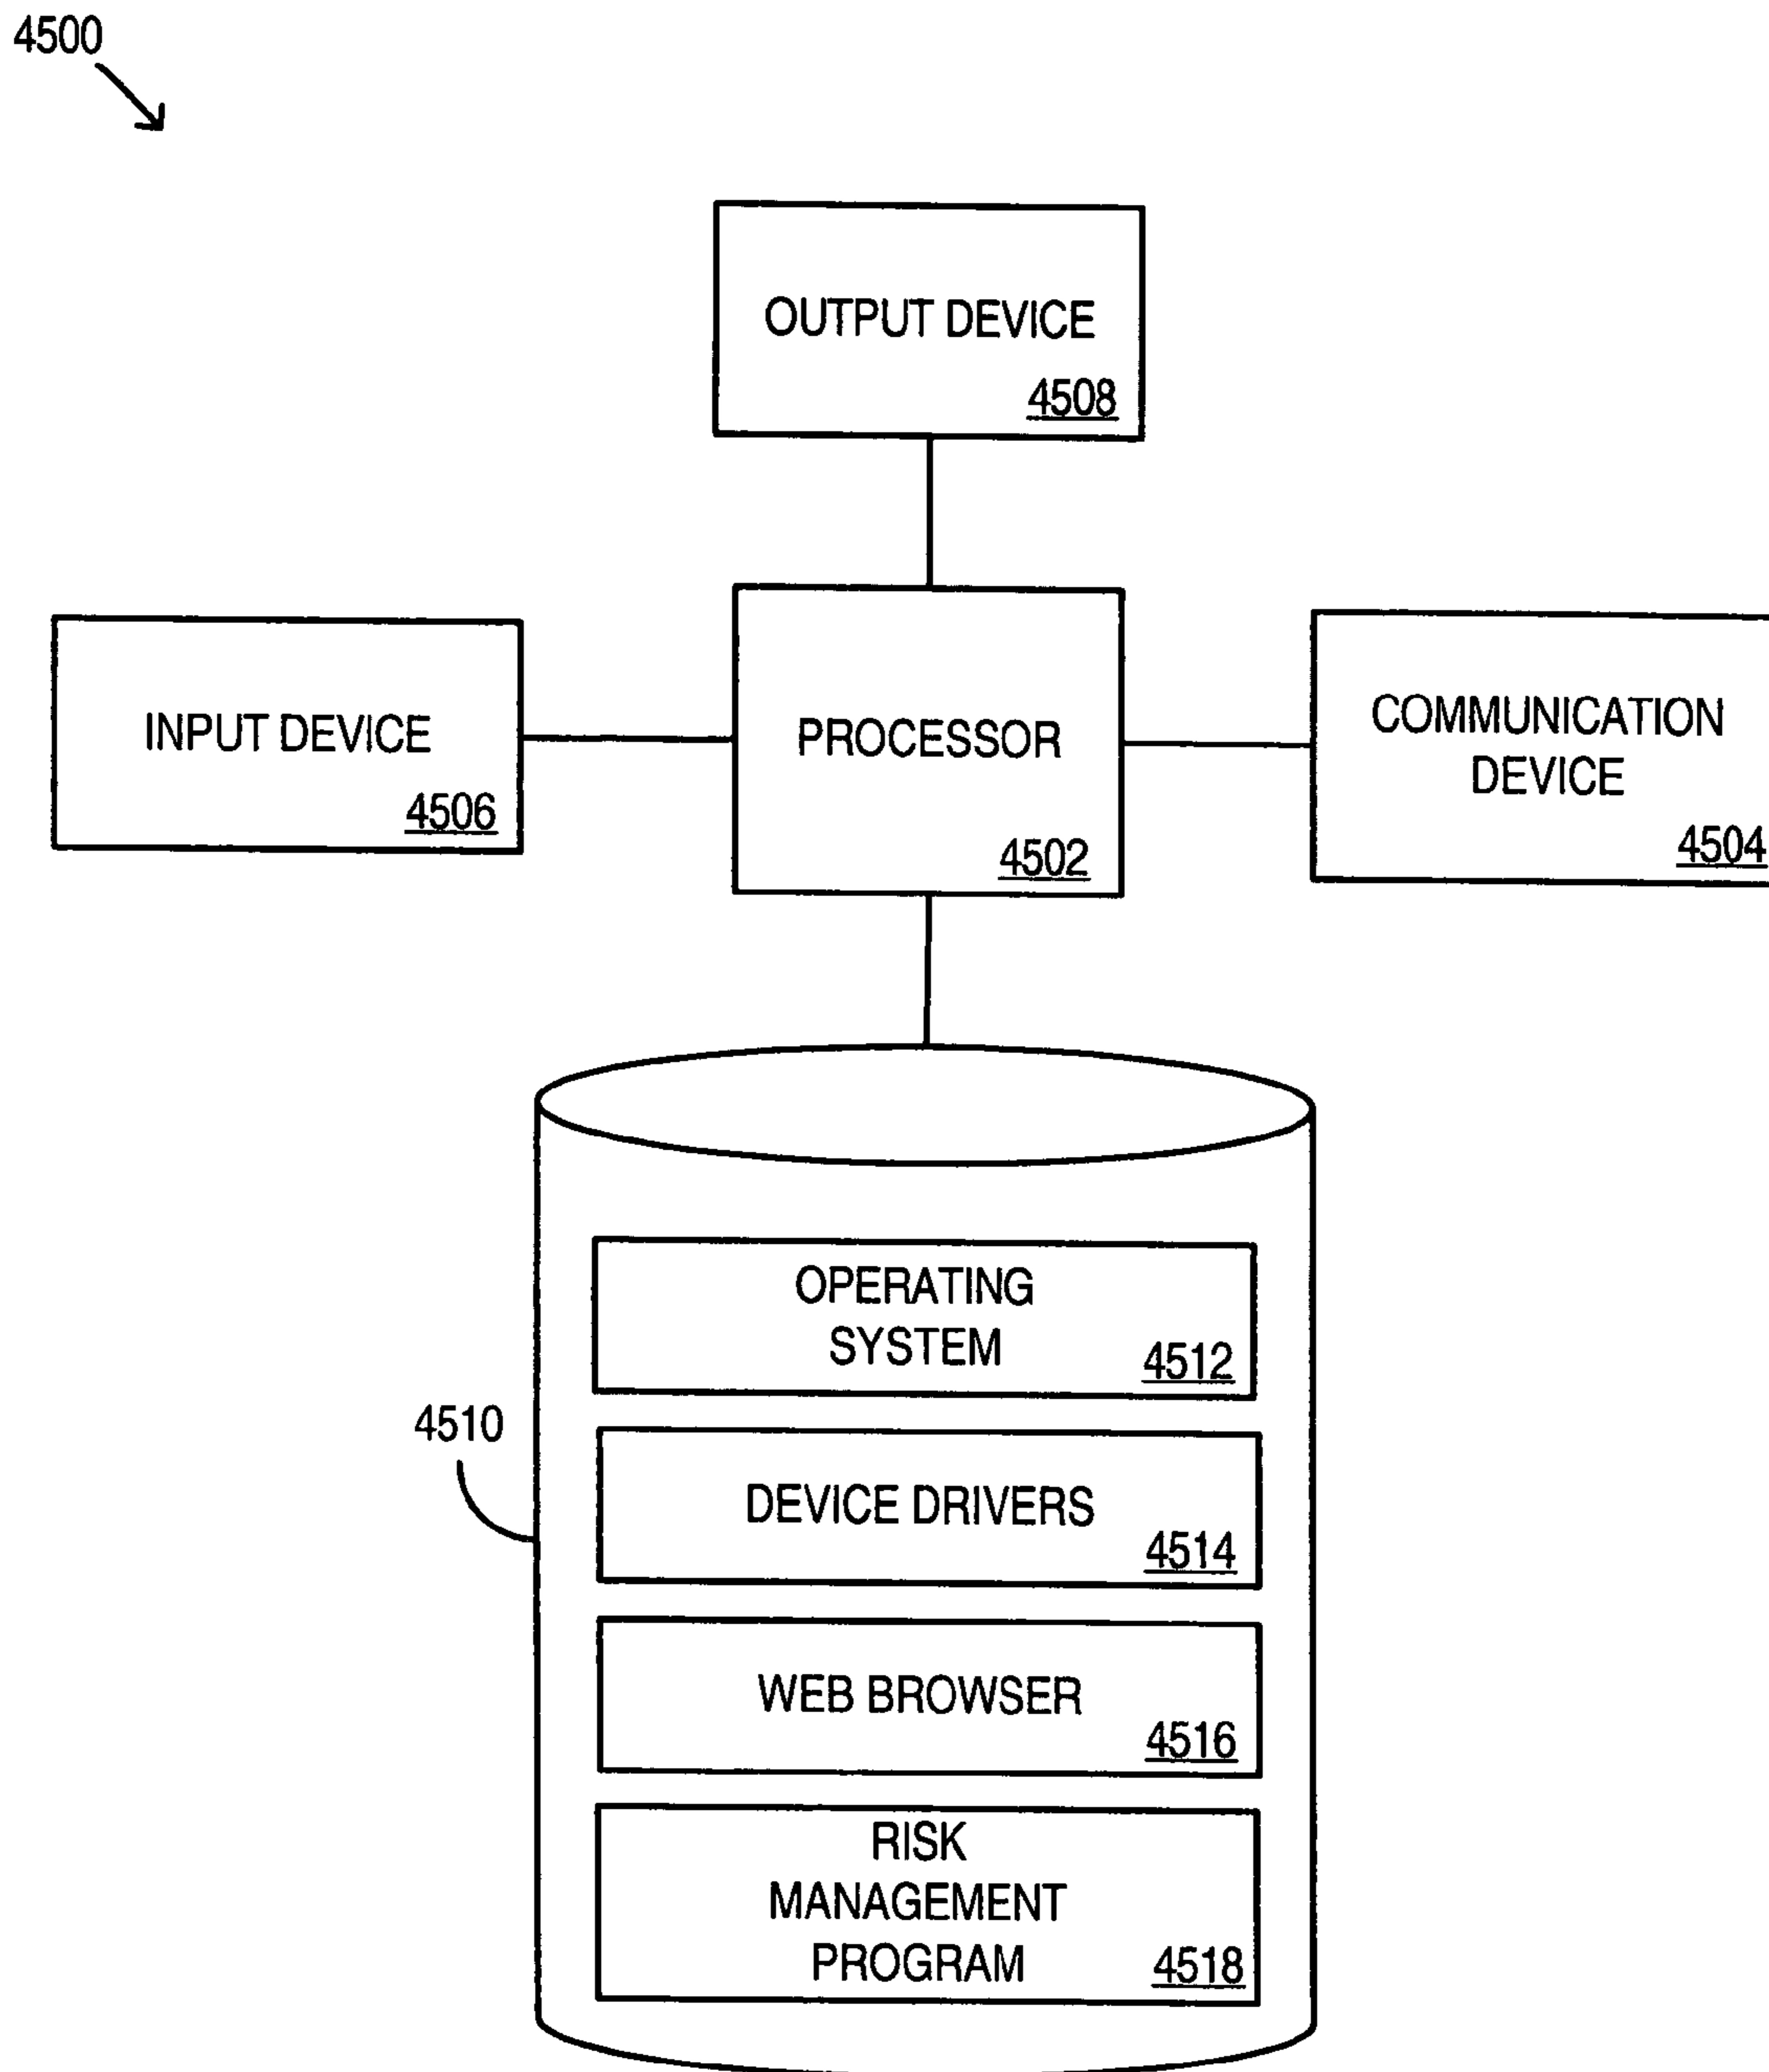 4500
OUTPUT DEVICE
4508
INPUT DEVICE
4506
PROCESSOR
4502
COMMUNICATION
DEVICE
4504
OPERATING
SYSTEM
4512
4510
DEVICE DRIVERS
4514
WEB BROWSER
4516
RISK
MANAGEMENT
PROGRAM
4518